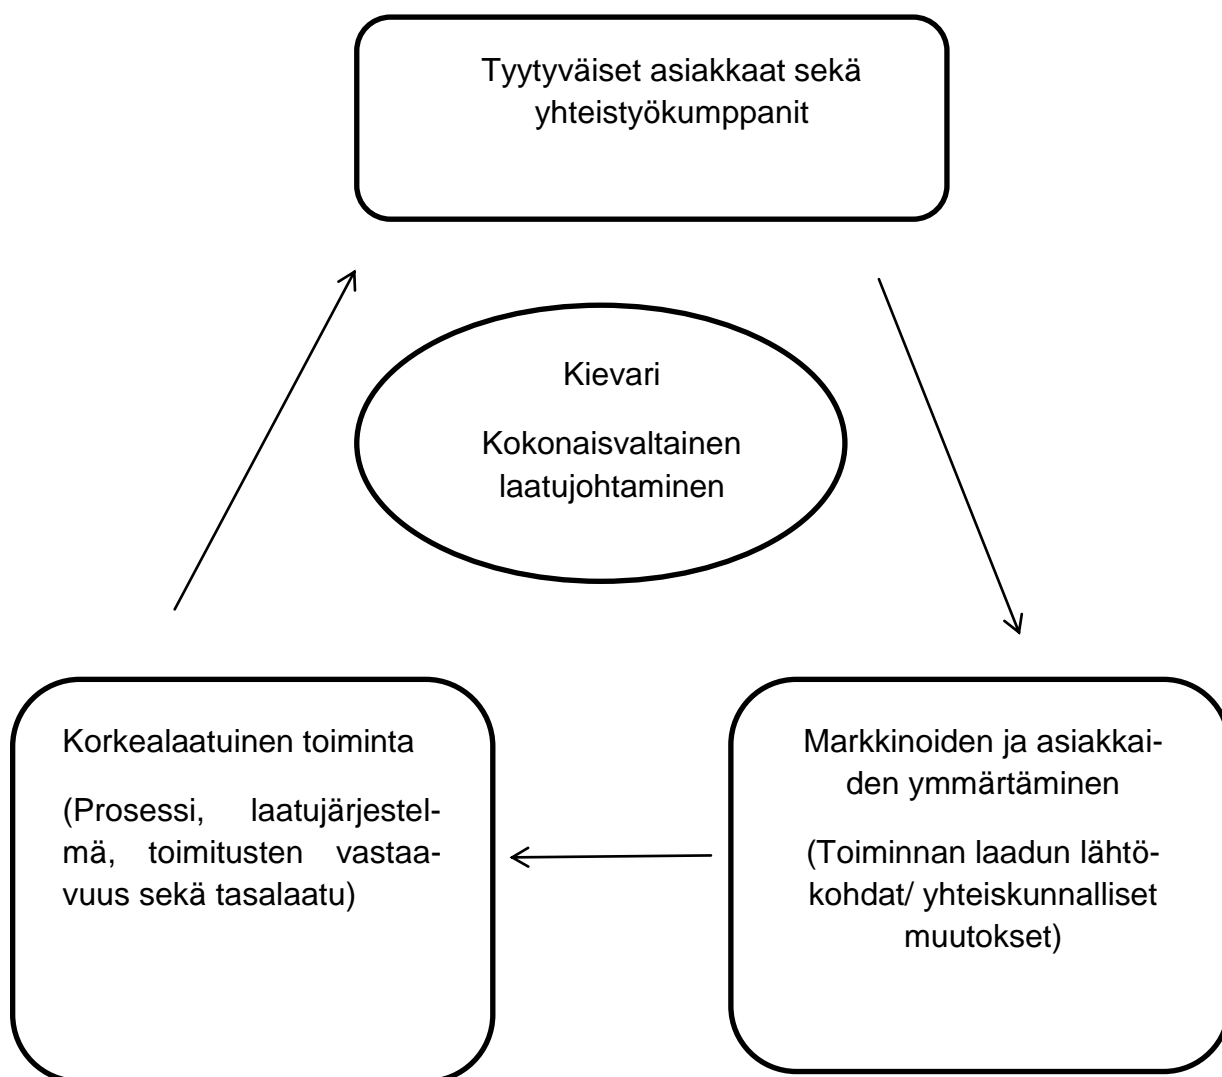 Tyytyväiset asiakkaat sekä
yhteistyökumppanit
Kievari
Kokonaisvaltainen
laatujohtaminen
Korkealaatuinen toiminta
(Prosessi, laatujärjestel-
mä, toimitusten vastaa-
vuus sekä tasalaatu)
Markkinoiden ja asiakkai-
den ymmärtäminen
(Toiminnan laadun lähtö-
kohdat/ yhteiskunnalliset
muutokset)